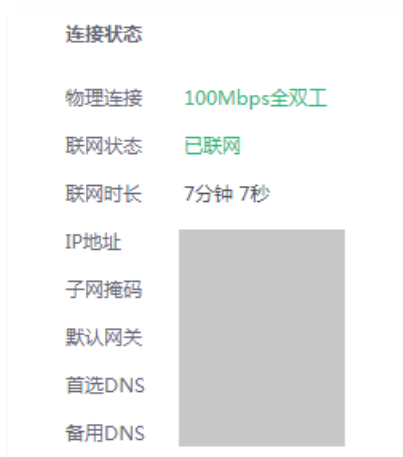 连接状态
物理连接 100Mbps全双工
联网状态 已联网
联网时长 7分钟 7秒
IP地址
子网掩码
默认网关
首选DNS
备用DNS